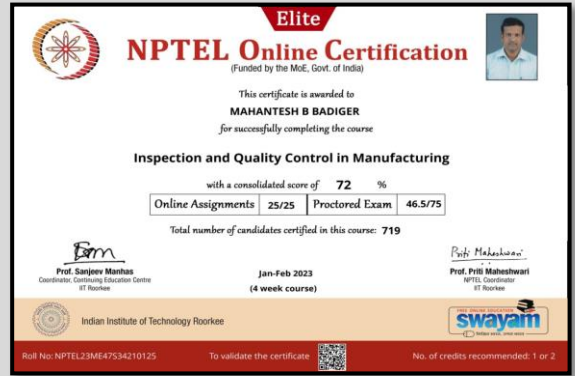 Elite
NPTEL Online Certification
(Funded by the MoE, Govt. of India)
This certificate is awarded to
MAHANTESH B BADIGER
for successfully completing the course
Inspection and Quality Control in Manufacturing
with a consolidated score of 72 %
Online Assignments 25/25 Proctored Exam 46.5/75
Total number of candidates certified in this course: 719
Priti Maheshwari
Prof. Sanjeev Manhas
Coordinator, Continuing Education Centre
IIT Roorkee
Jan-Feb 2023
(4 week course)
Prof. Priti Maheshwari
NPTEL Coordinator
IIT Roorkee
Indian Institute of Technology Roorkee
FREE ONLINE EDUCATION
swayam
Roll No: NPTEL23ME47S34210125
To validate the certificate
No. of credits recommended: 1 or 2